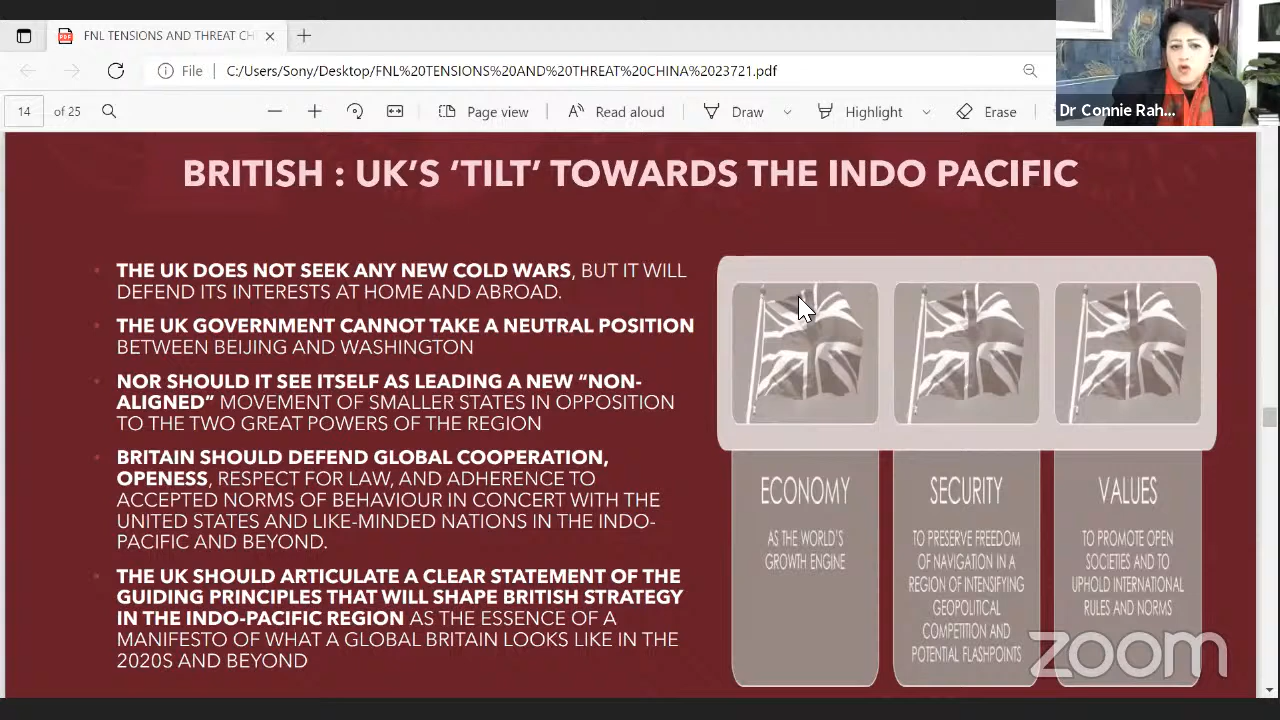 FNL TENSIONS AND THREAT CH
File
C:/Users/Sony/Desktop/FNL%20TENSIONS%20AND%20THREAT%20CHINA%2023721.pdf
14 of 25
Page view
Read aloud
Draw
Highlight
Erase
Dr Connie Rah...
BRITISH : UK'S ‘TILT’ TOWARDS THE INDO PACIFIC
• THE UK DOES NOT SEEK ANY NEW COLD WARS, BUT IT WILL
DEFEND ITS INTERESTS AT HOME AND ABROAD.
• THE UK GOVERNMENT CANNOT TAKE A NEUTRAL POSITION
BETWEEN BEIJING AND WASHINGTON
• NOR SHOULD IT SEE ITSELF AS LEADING A NEW “NON-
ALIGNED” MOVEMENT OF SMALLER STATES IN OPPOSITION
TO THE TWO GREAT POWERS OF THE REGION
• BRITAIN SHOULD DEFEND GLOBAL COOPERATION,
OPENESS, RESPECT FOR LAW, AND ADHERENCE TO
ACCEPTED NORMS OF BEHAVIOUR IN CONCERT WITH THE
UNITED STATES AND LIKE-MINDED NATIONS IN THE INDO-
PACIFIC AND BEYOND.
• THE UK SHOULD ARTICULATE A CLEAR STATEMENT OF THE
GUIDING PRINCIPLES THAT WILL SHAPE BRITISH STRATEGY
IN THE INDO-PACIFIC REGION AS THE ESSENCE OF A
MANIFESTO OF WHAT A GLOBAL BRITAIN LOOKS LIKE IN THE
2020S AND BEYOND
ECONOMY
AS THE WORLD'S
GROWTH ENGINE
SECURITY
TO PRESERVE FREEDOM
OF NAVIGATION IN A
REGION OF INTENSIFYING
GEOPOLITICAL
COMPETITION AND
POTENTIAL FLASHPOINTS
VALUES
TO PROMOTE OPEN
SOCIETIES AND TO
UPHOLD INTERNATIONAL
RULES AND NORMS
zoom